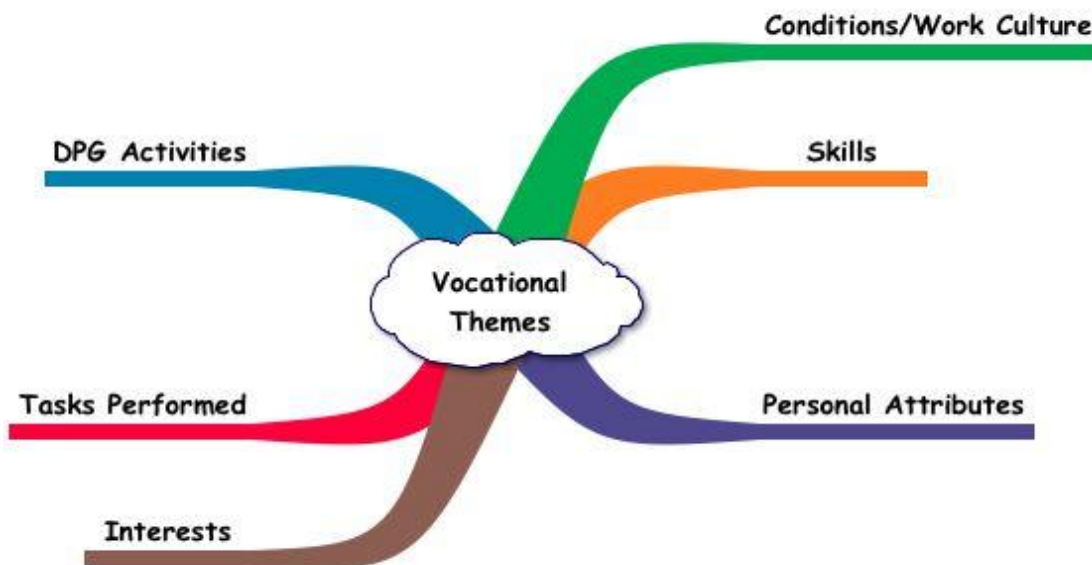 Conditions/Work Culture
DPG Activities
Skills
Vocational
Themes
Tasks Performed
Personal Attributes
Interests